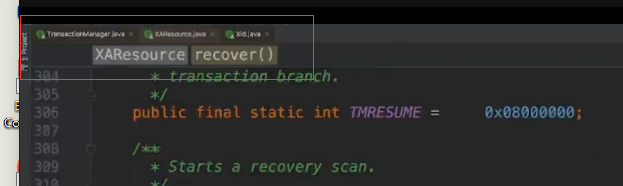 TransactionManager.java XAResource.java Xid.java
XAResource recover()
304 * transaction branch.
305 */
306 public final static int TMRESUME = 0x08000000;
307
308 /**
309 * Starts a recovery scan.
310 */
Project